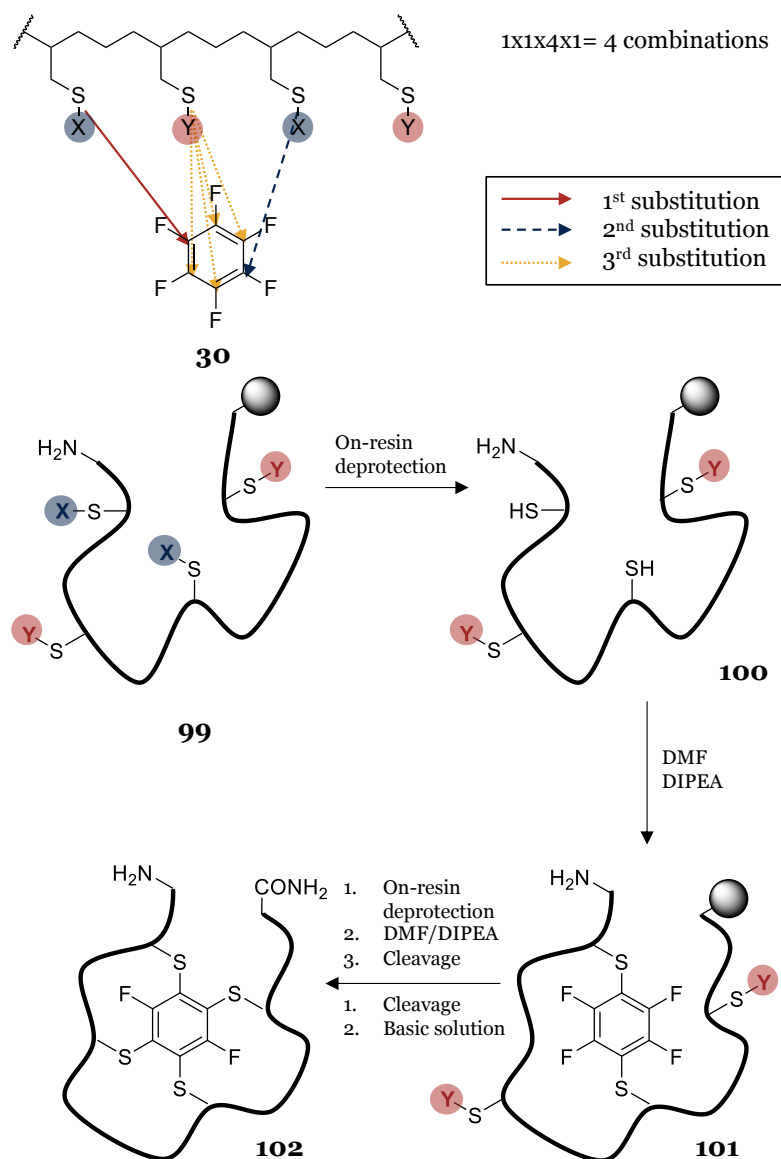 1x1x4x1= 4 combinations
S S S S
X Y X Y
F
F F
F F
F
1st substitution
2nd substitution
3rd substitution
30
H2N
Y
S
X S
X
S
Y
S
99
On-resin
deprotection
H2N
Y
S
HS
SH
Y
S
100
DMF
DIPEA
H2N
CONH2
S
F
S
S
F
S
102
1. On-resin
deprotection
2. DMF/DIPEA
3. Cleavage
1. Cleavage
2. Basic solution
H2N
S
Y
S
F F
F F
S
Y
S
101